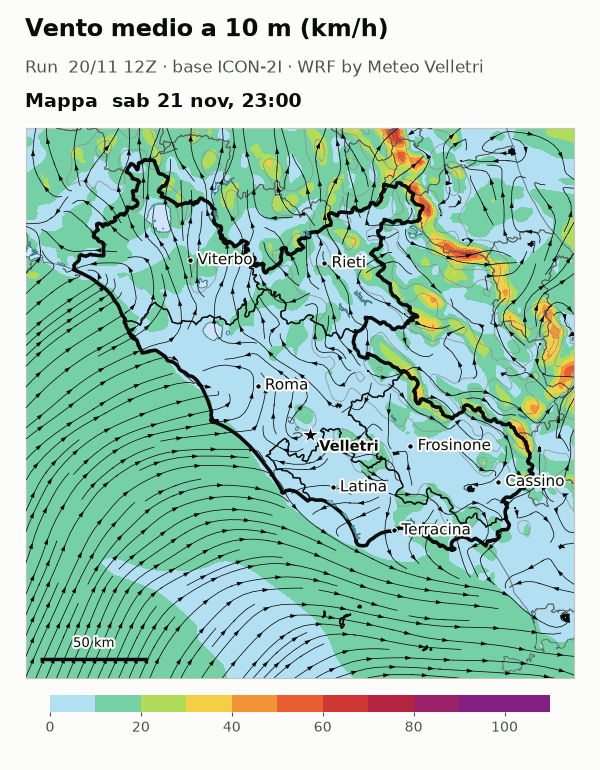 Vento medio a 10 m (km/h)
Run  20/11 12Z · base ICON-2I · WRF by Meteo Velletri
Mappa  sab 21 nov, 23:00
Viterbo
Rieti
Roma
Velletri
Frosinone
Cassino
Latina
Terracina
50 km
0 20 40 60 80 100